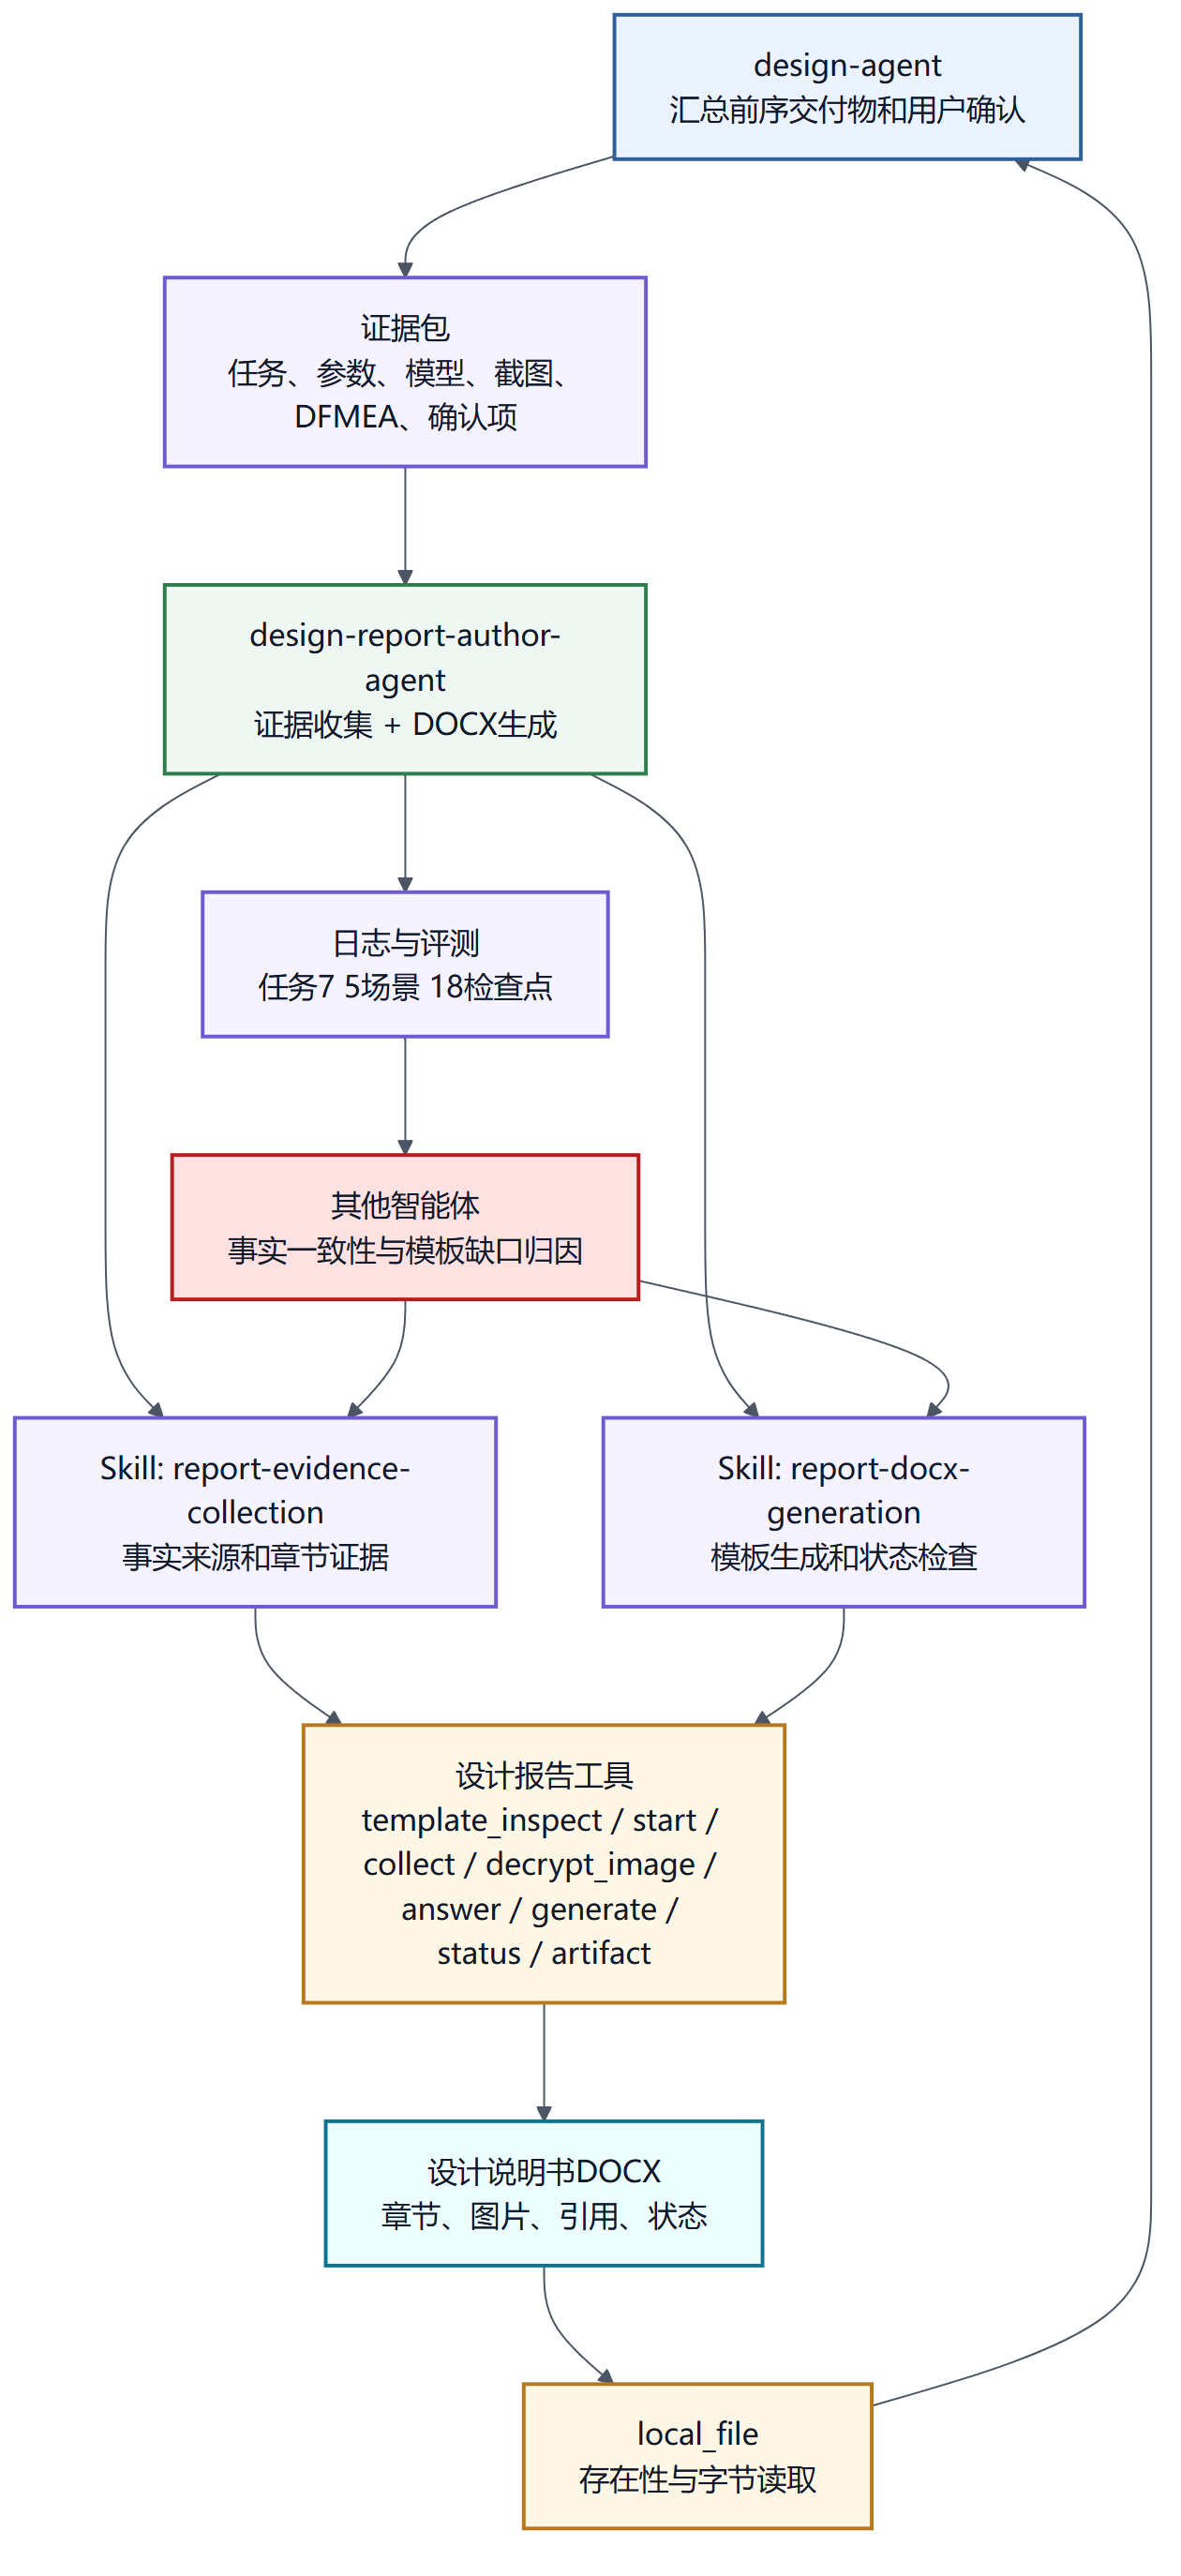 design-agent
汇总前序交付物和用户确认
证据包
任务、参数、模型、截图、
DFMEA、确认项
design-report-author-
agent
证据收集 + DOCX生成
日志与评测
任务7 5场景 18检查点
其他智能体
事实一致性与模板缺口归因
Skill: report-evidence-
collection
事实来源和章节证据
Skill: report-docx-
generation
模板生成和状态检查
设计报告工具
template_inspect / start /
collect / decrypt_image /
answer / generate /
status / artifact
设计说明书DOCX
章节、图片、引用、状态
local_file
存在性与字节读取